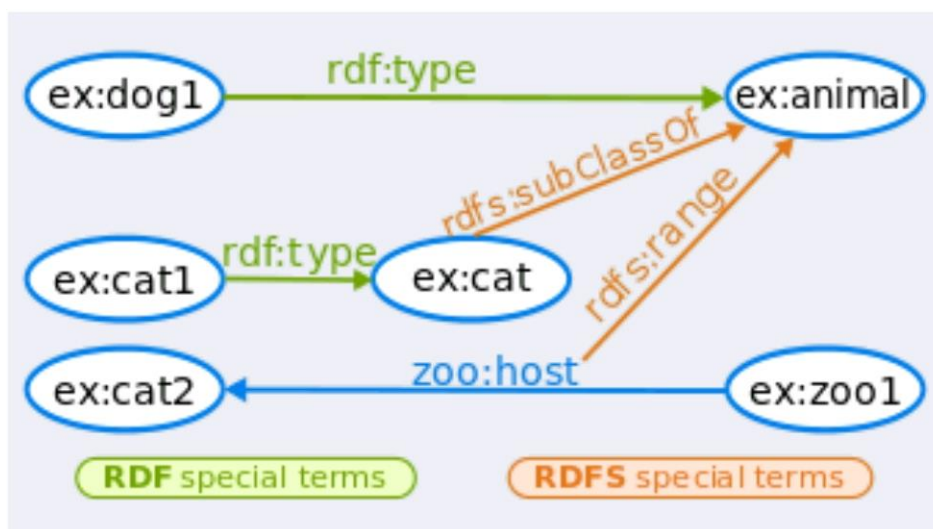 rdf:type
ex:dog1
ex:animal
rdfs:subClassOf
rdfs:range
rdf:type
ex:cat1
ex:cat
zoo:host
ex:cat2
ex:zoo1
RDF special terms
RDFS special terms